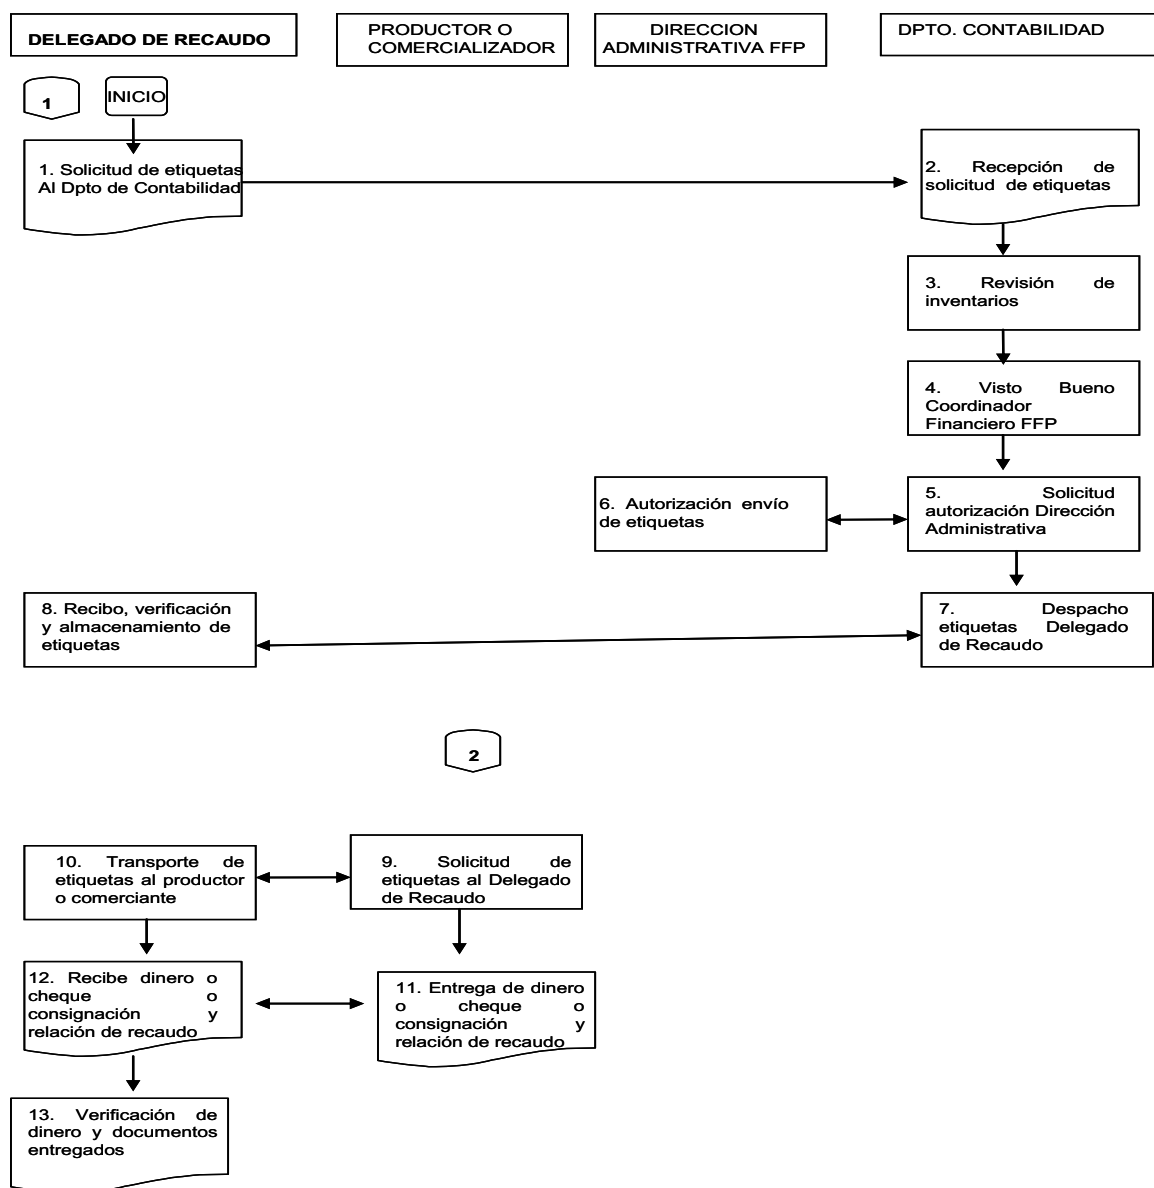 DELEGADO DE RECAUDO
PRODUCTOR O
COMERCIALIZADOR
DIRECCION
ADMINISTRATIVA FFP
DPTO. CONTABILIDAD
1
INICIO
1. Solicitud de etiquetas
Al Dpto de Contabilidad
2. Recepción de
solicitud de etiquetas
3. Revisión de
inventarios
4. Visto Bueno
Coordinador
Financiero FFP
6. Autorización envío
de etiquetas
5. Solicitud
autorización Dirección
Administrativa
8. Recibo, verificación
y almacenamiento de
etiquetas
7. Despacho
etiquetas Delegado
de Recaudo
2
10. Transporte de
etiquetas al productor
o comerciante
9. Solicitud de
etiquetas al Delegado
de Recaudo
12. Recibe dinero o
cheque o
consignación y
relación de recaudo
11. Entrega de dinero
o cheque o
consignación y
relación de recaudo
13. Verificación de
dinero y documentos
entregados